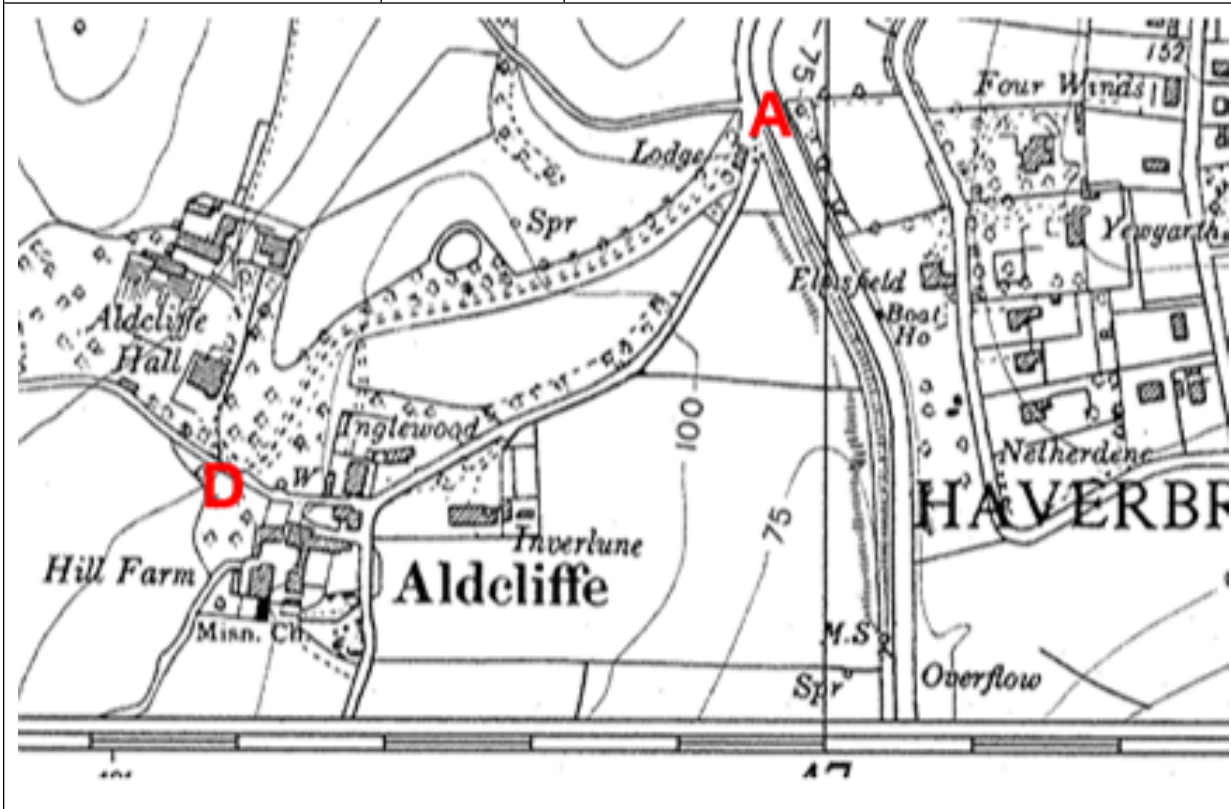 75
152
Four Winds
A
Lodge
Spr
Yewgarth
Ellisfield
Boat
Ho
Aldcliffe
Hall
100
Inglewood
Netherdene
D
W
75
HAVERBR
Inverlune
Hill Farm
Aldcliffe
Misn. Ch.
M.S
Spr
Overflow